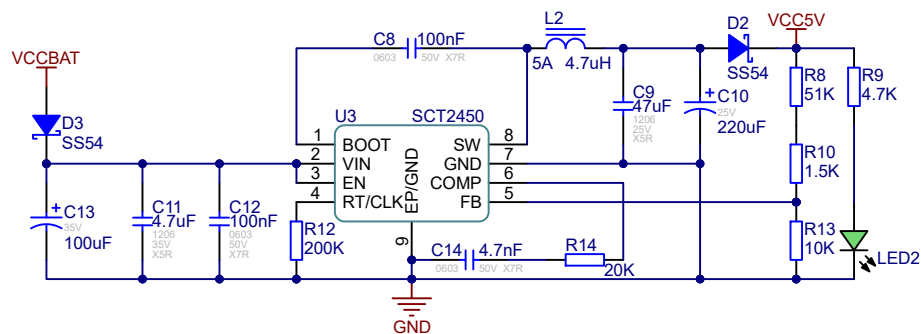 VCCBAT
D3
SS54
C13
35V
100uF
C11
4.7uF
1206
35V
X5R
C12
100nF
0603
50V
X7R
C8 100nF
0603 50V X7R
U3 SCT2450
1 BOOT SW 8
2 VIN GND 7
3 EN COMP 6
4 RT/CLK FB 5
EP/GND
9
R12
200K
C14 4.7nF
0603 50V X7R
R14
20K
GND
L2
5A 4.7uH
C9
47uF
1206
25V
X5R
C10
25V
220uF
D2
SS54
VCC5V
R8
51K
R9
4.7K
R10
1.5K
R13
10K
LED2